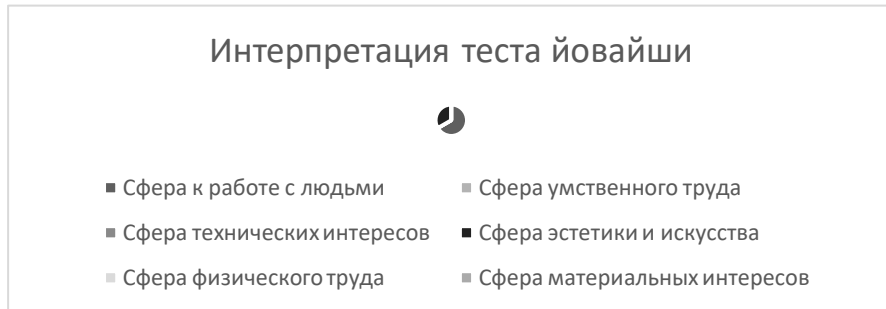 Интерпретация теста йовайши
Сфера к работе с людьми
Сфера умственного труда
Сфера технических интересов
Сфера эстетики и искусства
Сфера физического труда
Сфера материальных интересов